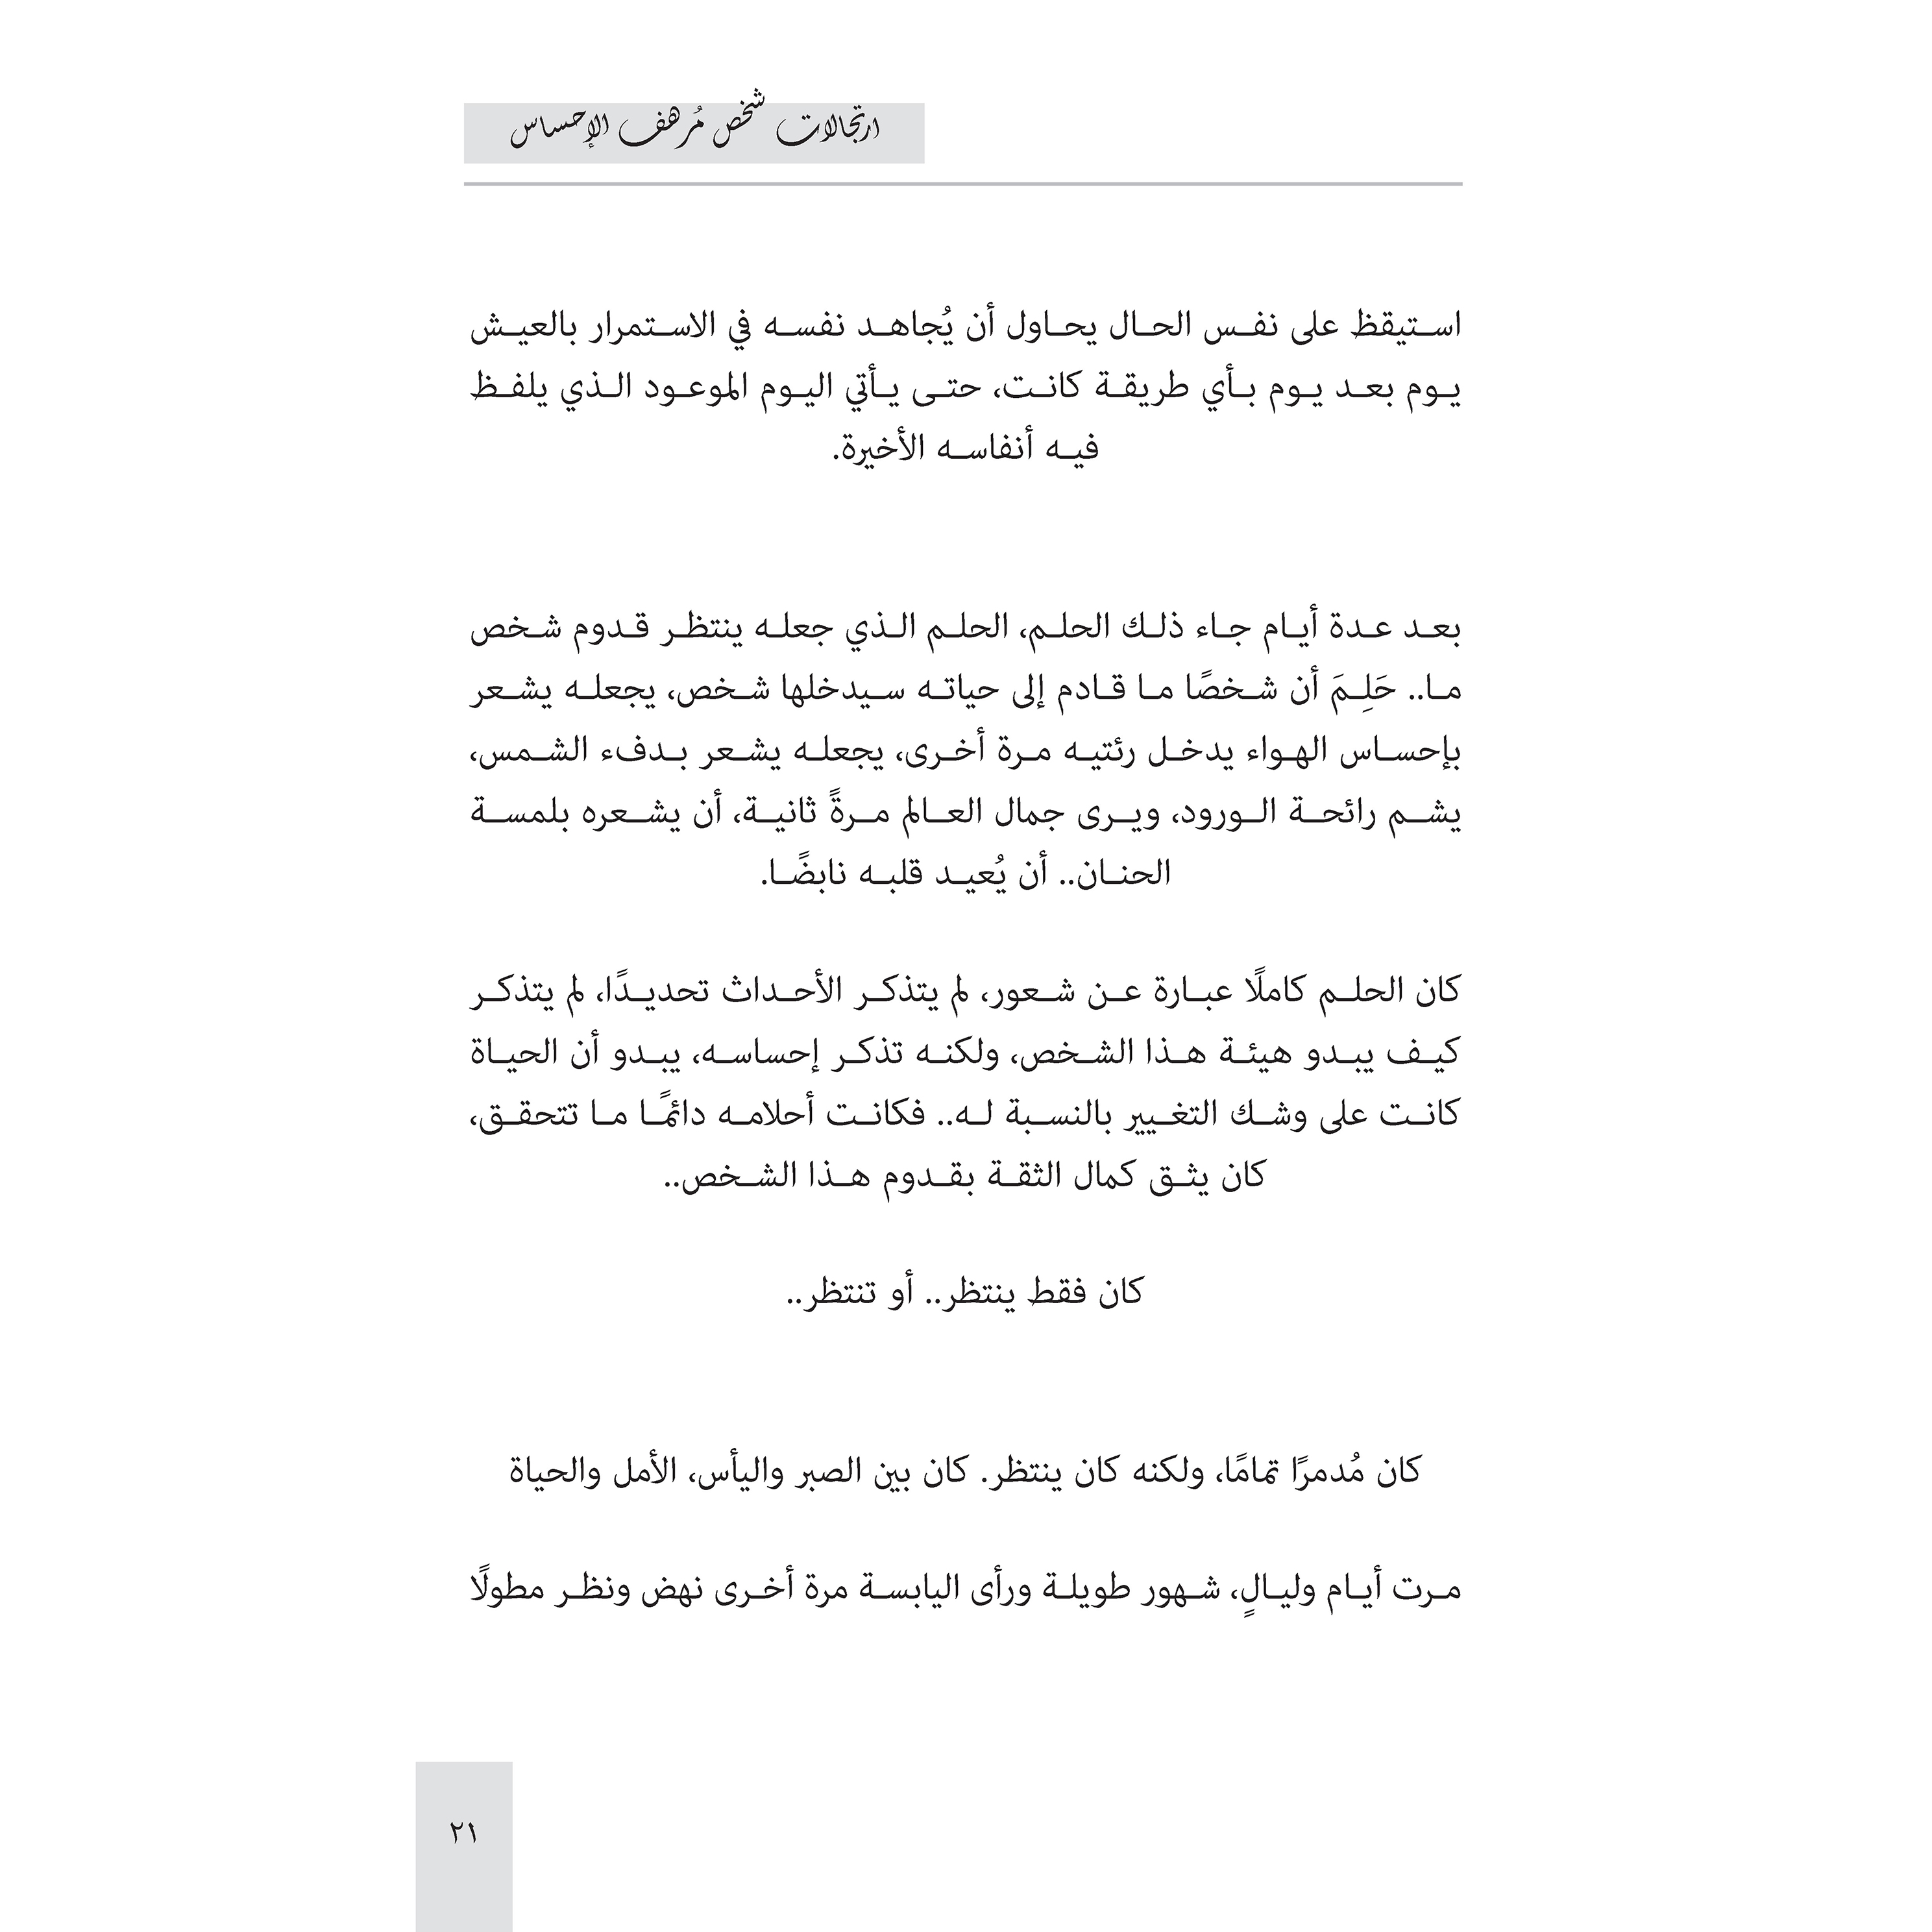 ارتجالات شخص مُرهف الإحساس
استيقظ على نفس الحال يحاول أن يُجاهد نفسه في الاستمرار بالعيش
يوم بعد يوم بأي طريقة كانت، حتى يأتي اليوم الموعود الذي يلفظ
فيه أنفاسه الأخيرة.
بعد عدة أيام جاء ذلك الحلم، الحلم الذي جعله ينتظر قدوم شخص
ما.. حَلِمَ أن شخصًا ما قادم إلى حياته سيدخلها شخص، يجعله يشعر
بإحساس الهواء يدخل رئتيه مرة أخرى، يجعله يشعر بدفء الشمس،
يشم رائحة الورود، ويرى جمال العالم مرةً ثانية، أن يشعره بلمسة
الحنان.. أن يُعيد قلبه نابضًا.
كان الحلم كاملًا عبارة عن شعور، لم يتذكر الأحداث تحديدًا، لم يتذكر
كيف يبدو هيئة هذا الشخص، ولكنه تذكر إحساسه، يبدو أن الحياة
كانت على وشك التغيير بالنسبة له.. فكانت أحلامه دائمًا ما تتحقق،
كان يثق كمال الثقة بقدوم هذا الشخص..
كان فقط ينتظر.. أو تنتظر..
كان مُدمرًا تمامًا، ولكنه كان ينتظر. كان بين الصبر واليأس، الأمل والحياة
مرت أيام وليالٍ، شهور طويلة ورأى اليابسة مرة أخرى نهض ونظر مطولًا
٢١